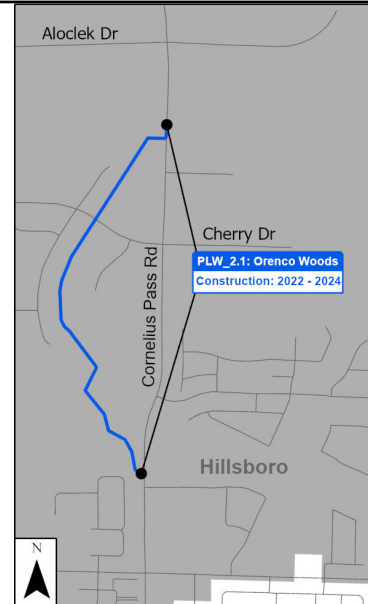 Aloclek Dr
Cherry Dr
PLW_2.1: Orenco Woods
Construction: 2022 - 2024
Cornelius Pass Rd
Hillsboro
N